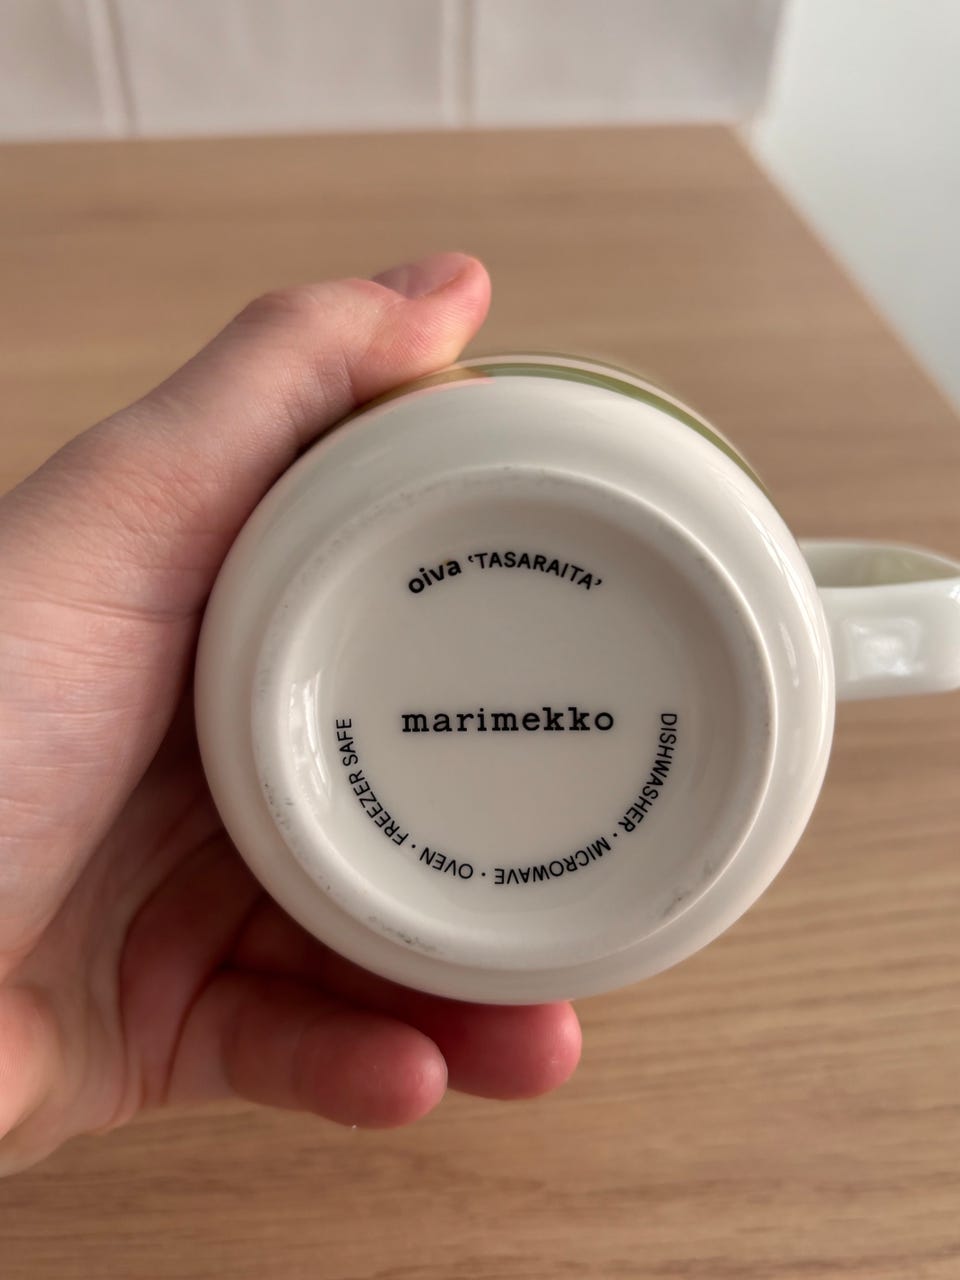 oiva ‘TASARAITA’
marimekko
DISHWASHER · MICROWAVE · OVEN · FREEZER SAFE